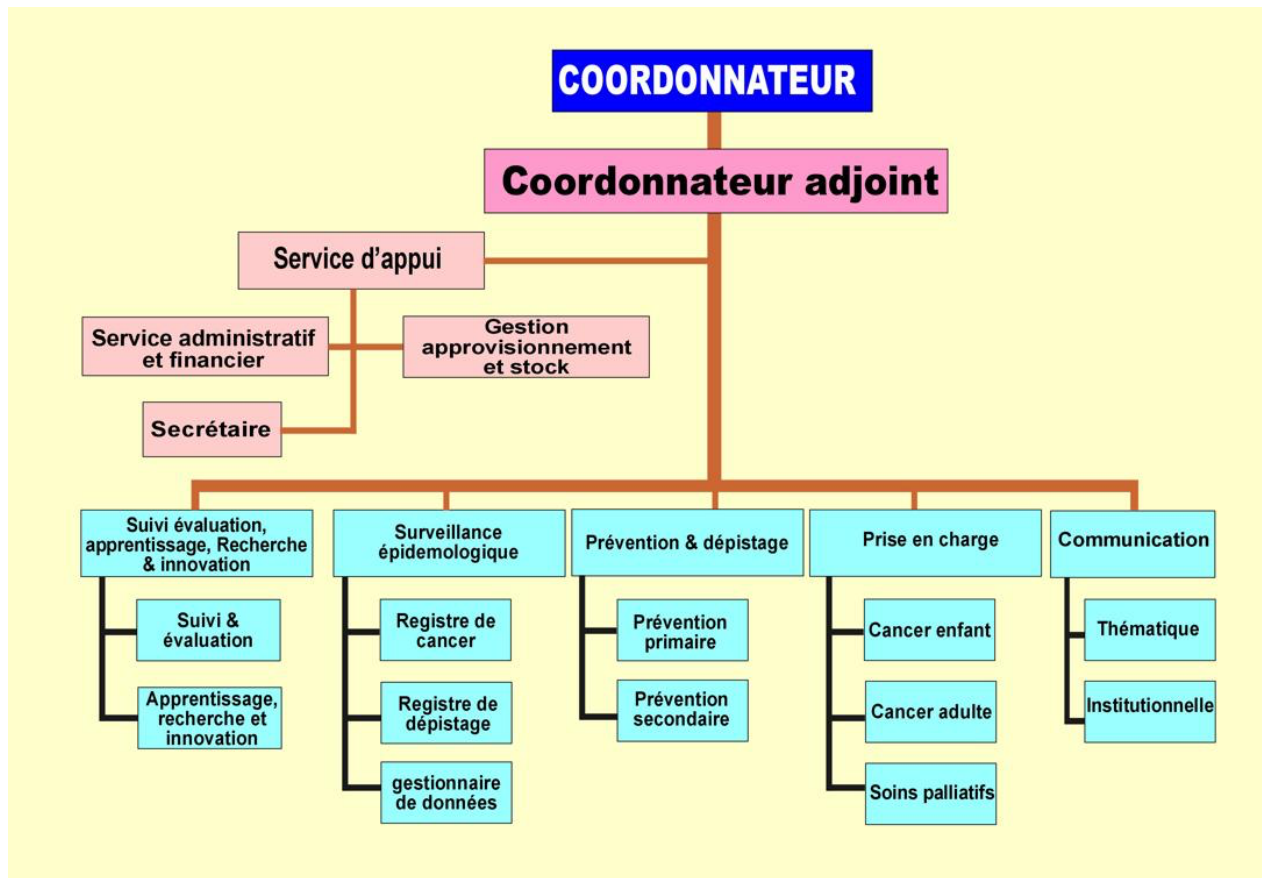 COORDONNATEUR
Coordonnateur adjoint
Service d'appui
Service administratif
et financier
Gestion
approvisionnement
et stock
Secrétaire
Suivi évaluation,
apprentissage, Recherche
& innovation
Suivi &
évaluation
Apprentissage,
recherche et
innovation
Surveillance
épidemologique
Registre de
cancer
Registre de
dépistage
gestionnaire
de données
Prévention & dépistage
Prévention
primaire
Prévention
secondaire
Prise en charge
Cancer enfant
Cancer adulte
Soins palliatifs
Communication
Thématique
Institutionnelle